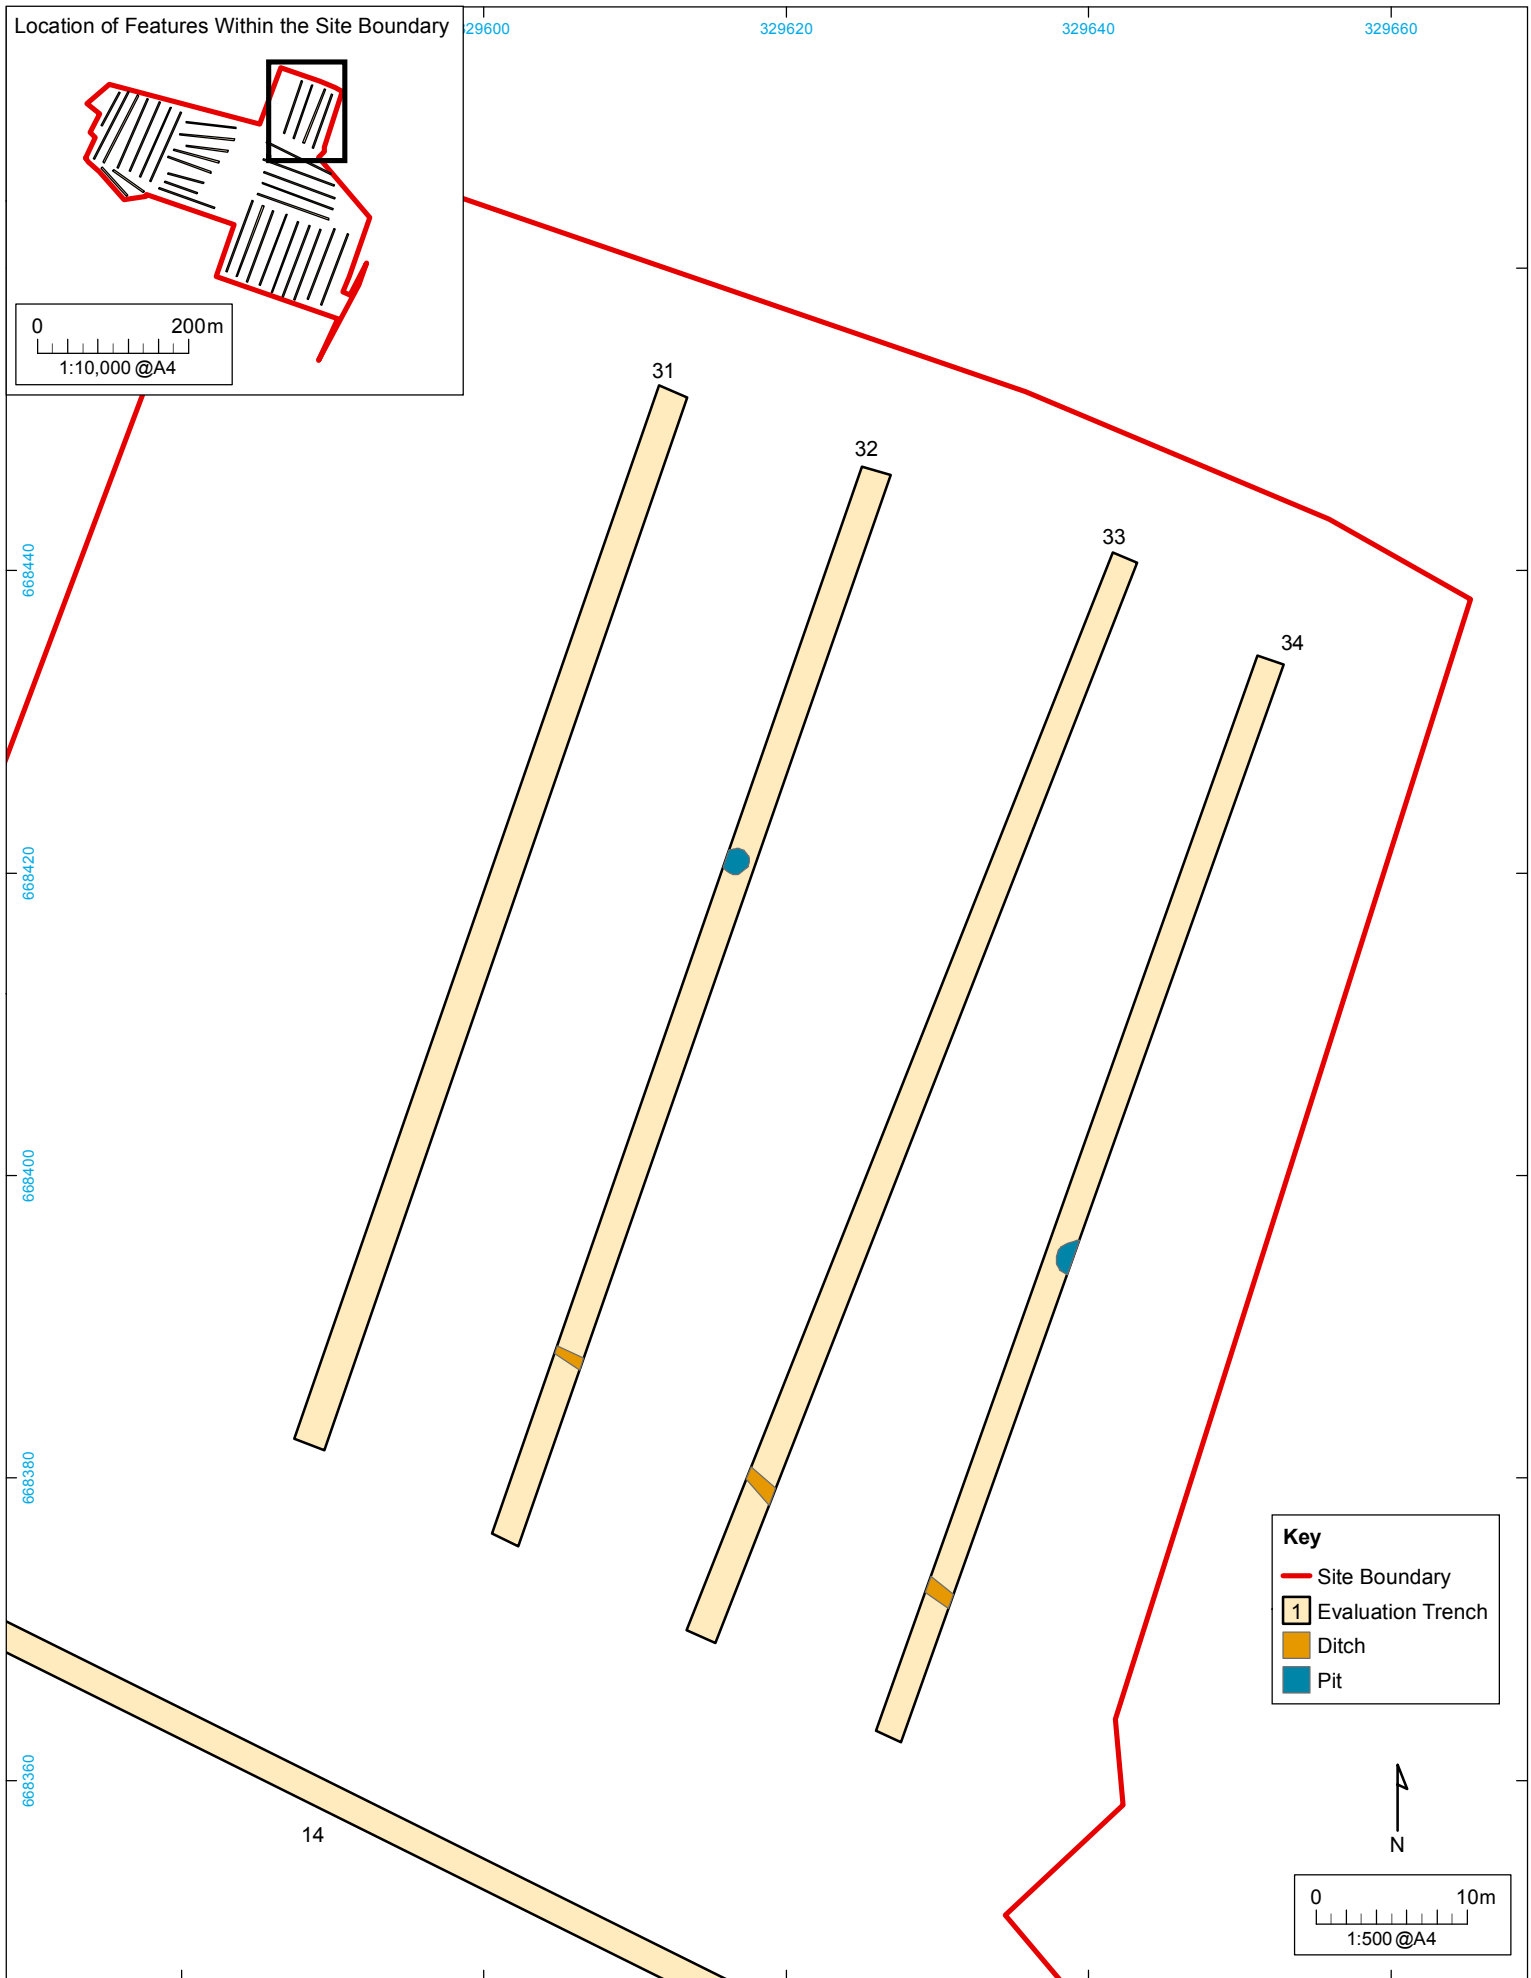 Location of Features Within the Site Boundary
0 200m
1:10,000 @A4
329600 329620 329640 329660
31
32
33
34
668440
668420
668400
668380
668360
14
Key
Site Boundary
1 Evaluation Trench
Ditch
Pit
N
0 10m
1:500 @A4